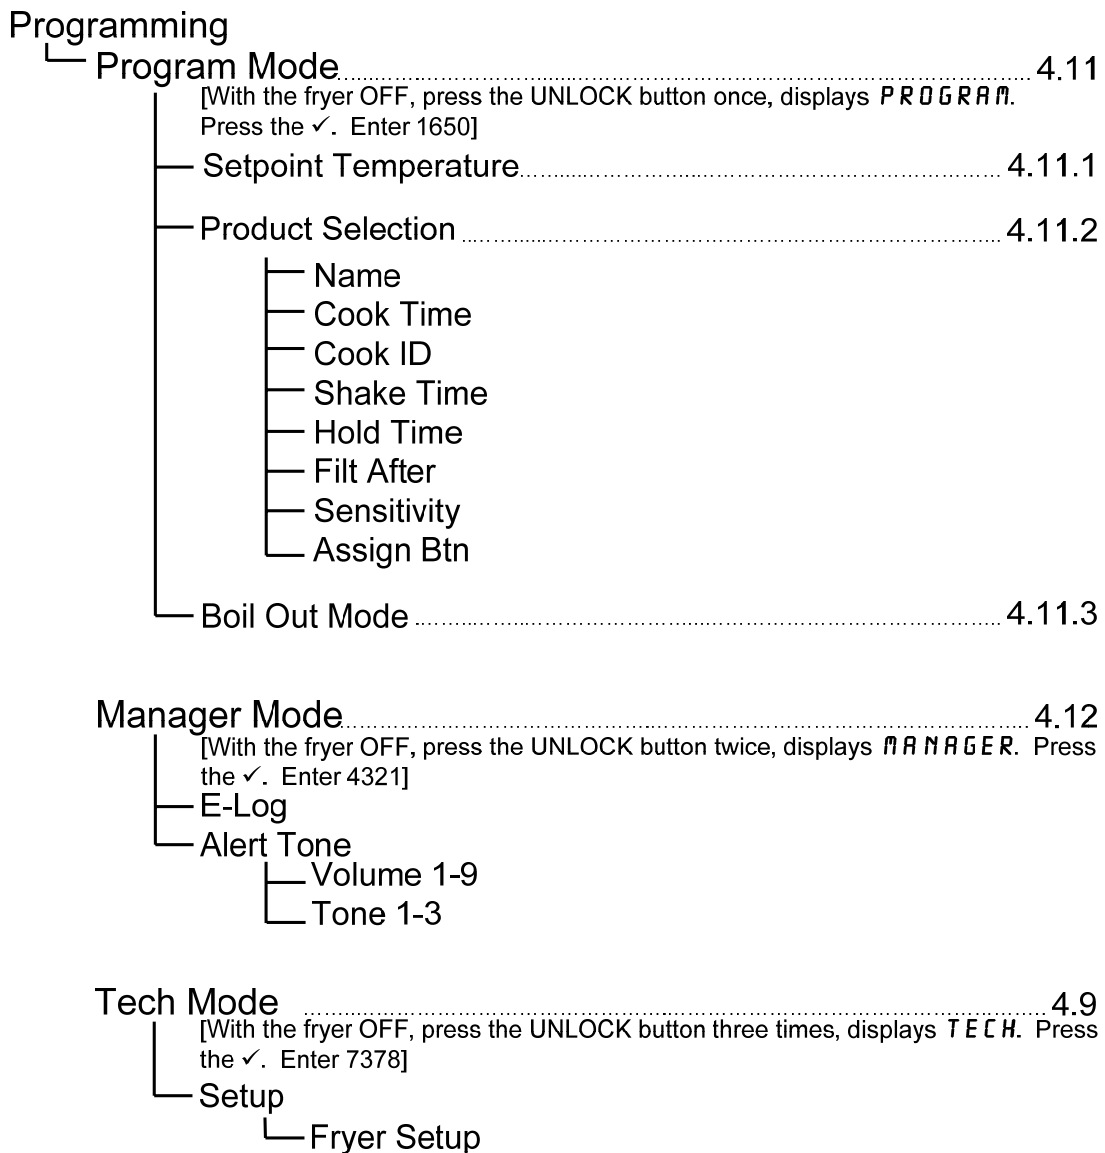 Programming
Program Mode 4.11
[With the fryer OFF, press the UNLOCK button once, displays PROGRAM.
Press the ✓. Enter 1650]
Setpoint Temperature 4.11.1
Product Selection 4.11.2
Name
Cook Time
Cook ID
Shake Time
Hold Time
Filt After
Sensitivity
Assign Btn
Boil Out Mode 4.11.3
Manager Mode 4.12
[With the fryer OFF, press the UNLOCK button twice, displays MANAGER. Press
the ✓. Enter 4321]
E-Log
Alert Tone
Volume 1-9
Tone 1-3
Tech Mode 4.9
[With the fryer OFF, press the UNLOCK button three times, displays TECH. Press
the ✓. Enter 7378]
Setup
Fryer Setup